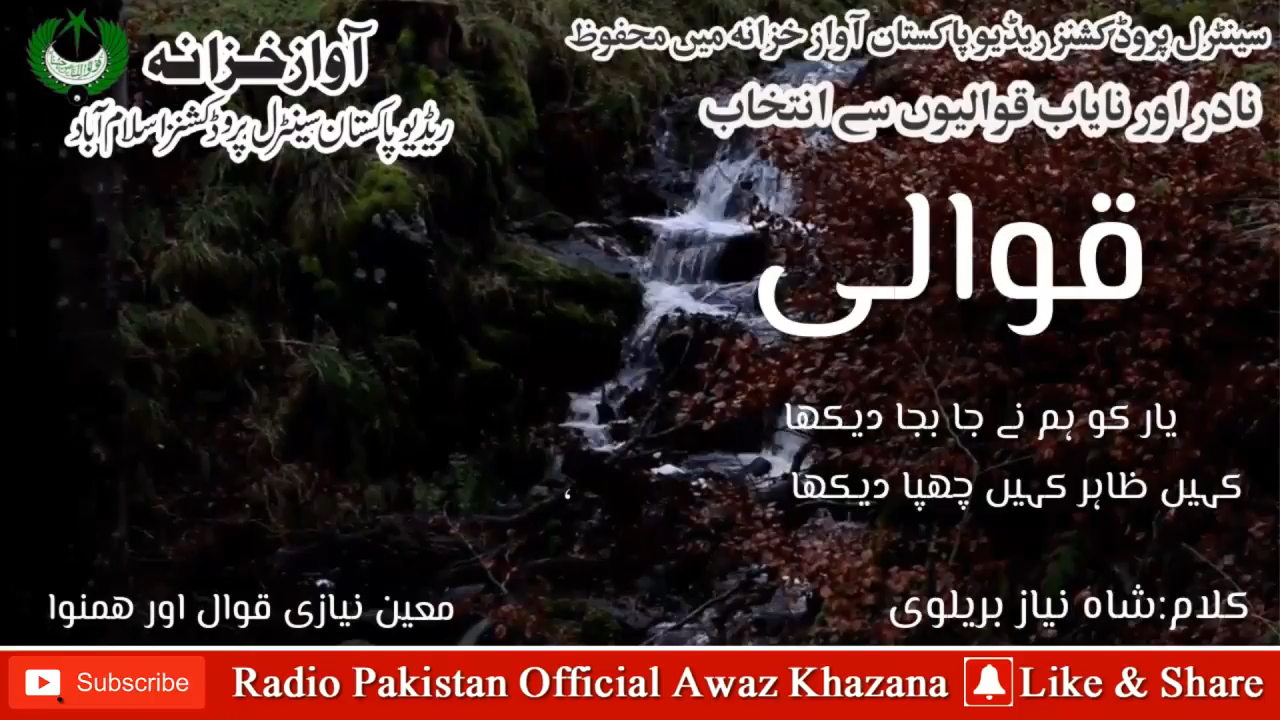 سینٹرل پروڈکشنز ریڈیو پاکستان آواز خزانہ میں محفوظ
نادر اور نایاب قوالیوں سے انتخاب
آواز خزانہ
ریڈیو پاکستان سینٹرل پروڈکشنز اسلام آباد
قوالی
یار کو ہم نے جا بجا دیکھا
کہیں ظاہر کہیں چھپا دیکھا
،
کلام:شاہ نیاز بریلوی
معین نیازی قوال اور ھمنوا
Subscribe
Radio Pakistan Official Awaz Khazana
Like & Share